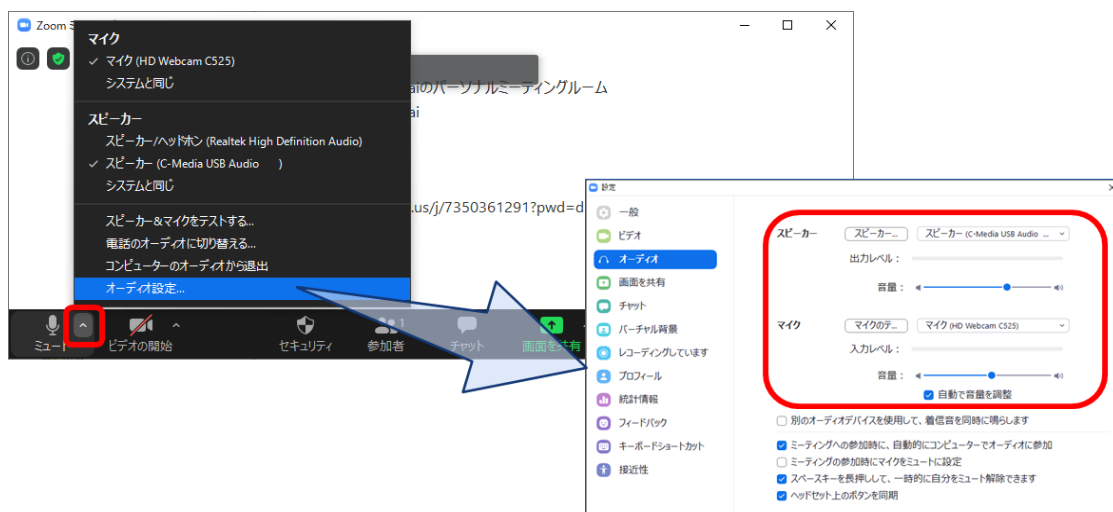 Zoom ミ
マイク
マイク (HD Webcam C525)
システムと同じ
スピーカー
スピーカー/ヘッドホン (Realtek High Definition Audio)
スピーカー (C-Media USB Audio )
システムと同じ
スピーカー&マイクをテストする...
電話のオーディオに切り替える...
コンピューターのオーディオから退出
オーディオ設定...
aiのパーソナルミーティングルーム
ai
.us/j/7350361291?pwd=d
ミュート
ビデオの開始
セキュリティ
1
参加者
チャット
画面を共有
設定
一般
ビデオ
オーディオ
画面を共有
チャット
バーチャル背景
レコーディングしています
プロフィール
統計情報
フィードバック
キーボードショートカット
接近性
スピーカー スピーカー... スピーカー (C-Media USB Audio ...
出力レベル：
音量：
マイク マイクのテ... マイク (HD Webcam C525)
入力レベル：
音量：
自動で音量を調整
別のオーディオデバイスを使用して、着信音を同時に鳴らします
ミーティングへの参加時に、自動的にコンピューターでオーディオに参加
ミーティングの参加時にマイクをミュートに設定
スペースキーを長押しして、一時的に自分をミュート解除できます
ヘッドセット上のボタンを同期